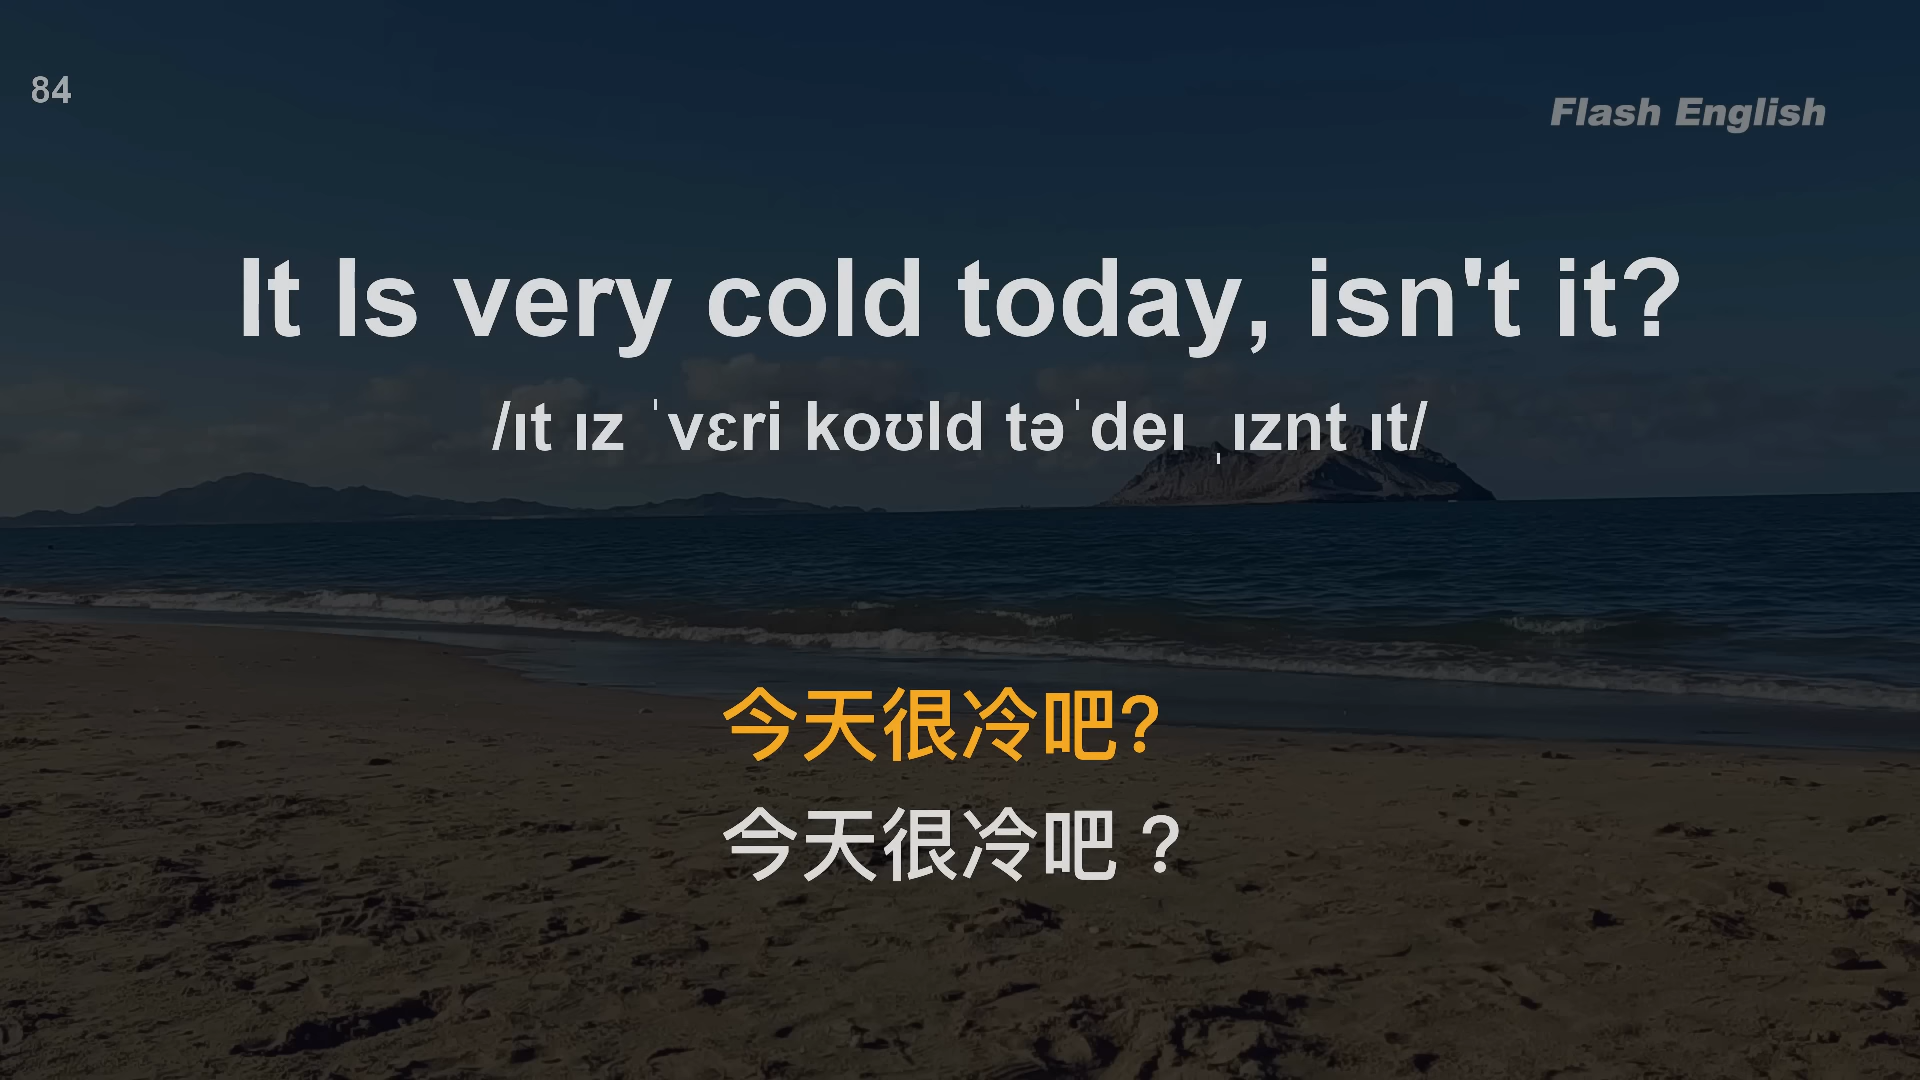 84
Flash English
It Is very cold today, isn't it?
/ɪt ɪz ˈvɛri koʊld təˈdeɪ ˌɪznt ɪt/
今天很冷吧?
今天很冷吧？